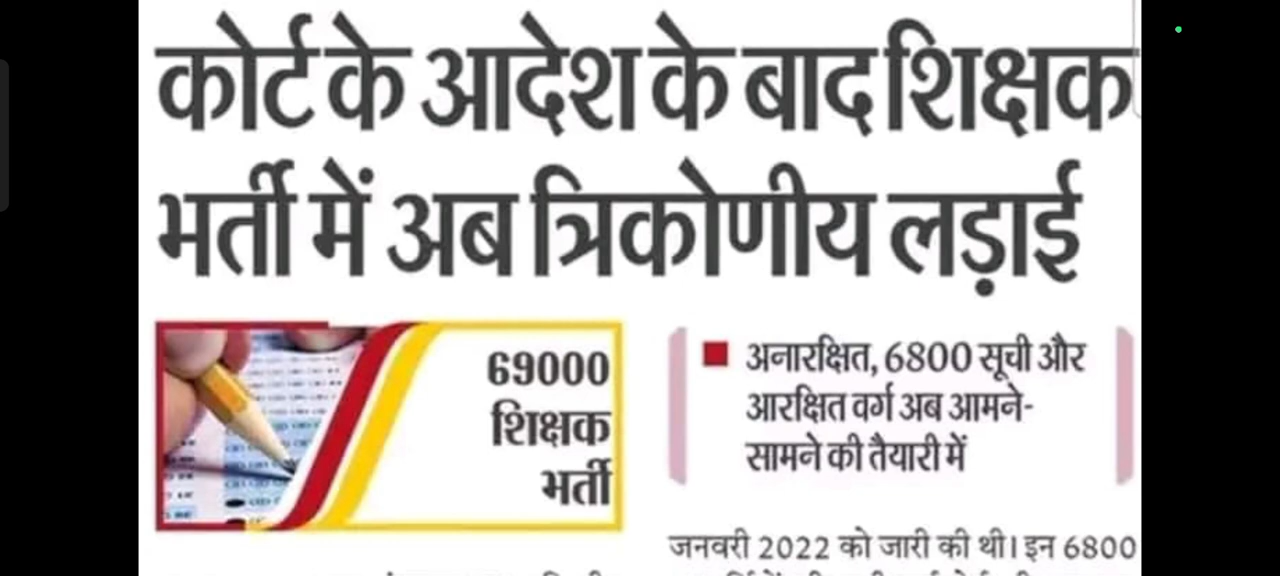 कोर्ट के आदेश के बाद शिक्षक
भर्ती में अब त्रिकोणीय लड़ाई
69000
शिक्षक
भर्ती
अनारक्षित, 6800 सूची और
आरक्षित वर्ग अब आमने-
सामने की तैयारी में
जनवरी 2022 को जारी की थी। इन 6800